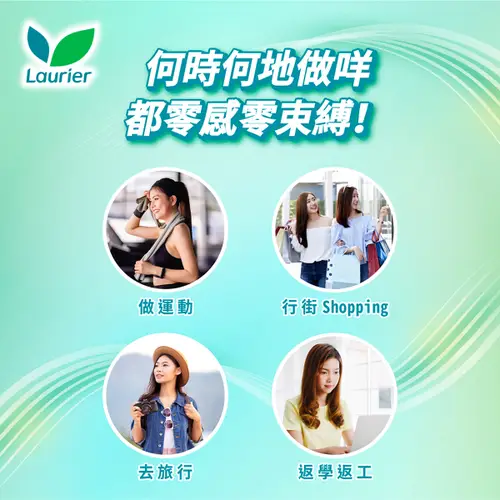 Laurier
何時何地做咩
都零感零束縛!
做運動
行街 Shopping
去旅行
返學返工